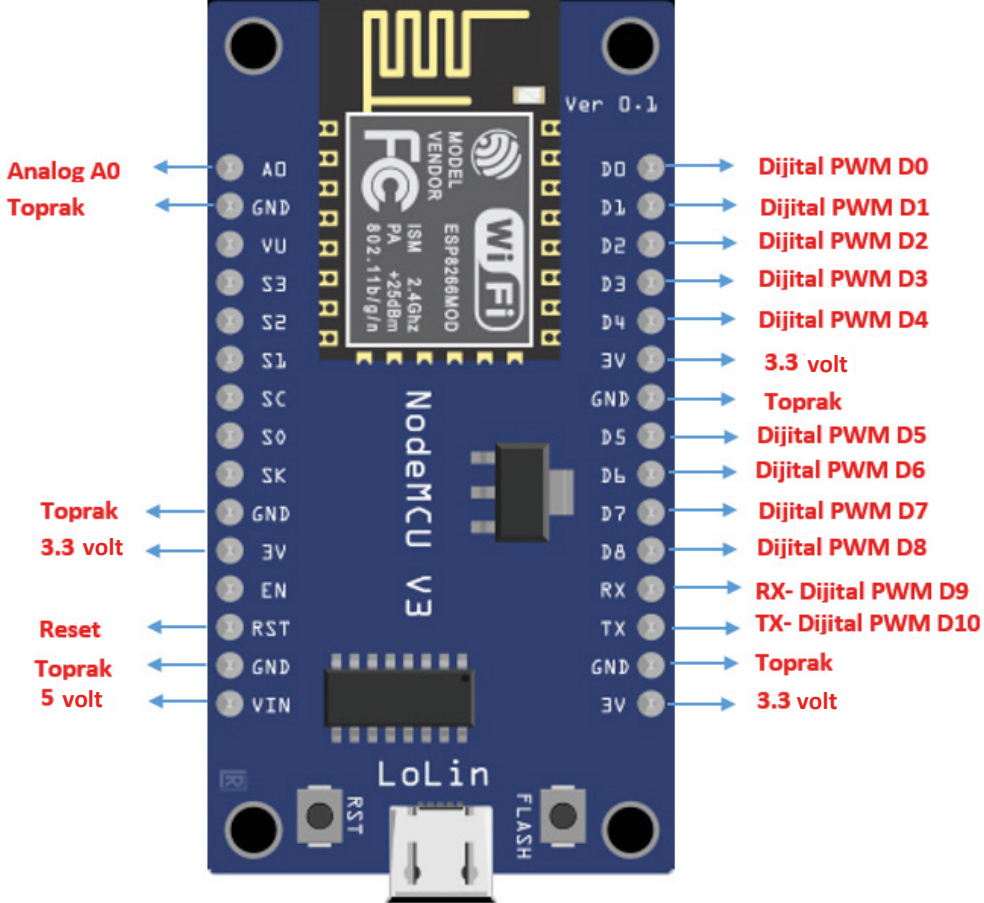 Ver 0.1
Analog A0
Toprak
Toprak
3.3 volt
Reset
Toprak
5 volt
A0
GND
VU
S3
S2
S1
SC
S0
SK
GND
3V
EN
RST
GND
VIN
MODEL
VENDOR
FC
ISM 2.4Ghz
PA +25dBm
802.11b/g/n
WiFi
ESP8266MOD
NodeMCU V3
D0
D1
D2
D3
D4
3V
GND
D5
D6
D7
D8
RX
TX
GND
3V
Dijital PWM D0
Dijital PWM D1
Dijital PWM D2
Dijital PWM D3
Dijital PWM D4
3.3 volt
Toprak
Dijital PWM D5
Dijital PWM D6
Dijital PWM D7
Dijital PWM D8
RX- Dijital PWM D9
TX- Dijital PWM D10
Toprak
3.3 volt
LoLin
RST
FLASH
R